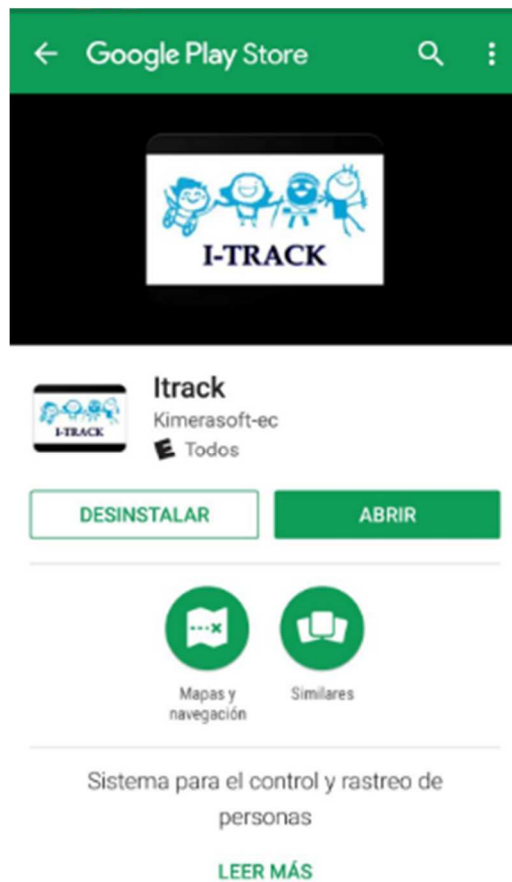 Google Play Store
I-TRACK
I-TRACK
Itrack
Kimerasoft-ec
E Todos
DESINSTALAR
ABRIR
Mapas y
navegación
Similares
Sistema para el control y rastreo de
personas
LEER MÁS